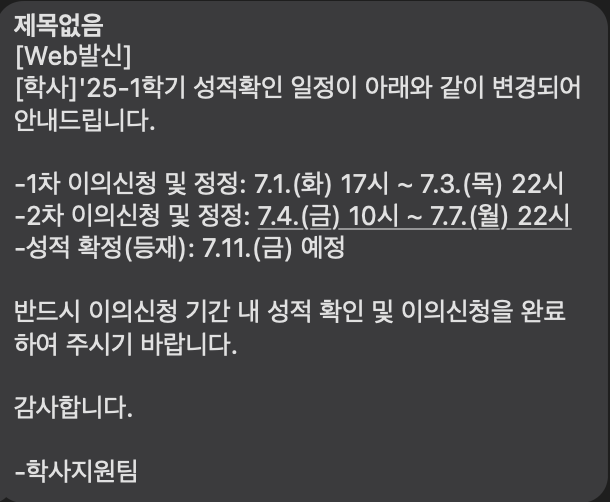 제목없음
[Web발신]
[학사]'25-1학기 성적확인 일정이 아래와 같이 변경되어
안내드립니다.
-1차 이의신청 및 정정: 7.1.(화) 17시 ~ 7.3.(목) 22시
-2차 이의신청 및 정정: 7.4.(금) 10시 ~ 7.7.(월) 22시
-성적 확정(등재): 7.11.(금) 예정
반드시 이의신청 기간 내 성적 확인 및 이의신청을 완료
하여 주시기 바랍니다.
감사합니다.
-학사지원팀